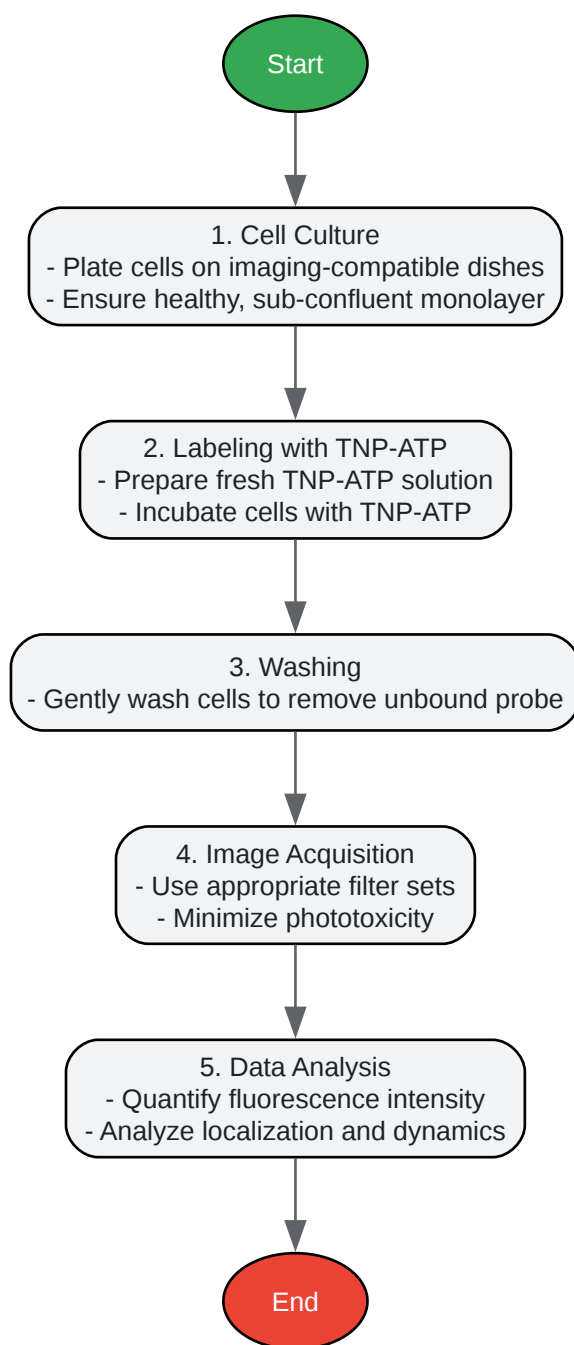 Start
1. Cell Culture
- Plate cells on imaging-compatible dishes
- Ensure healthy, sub-confluent monolayer
2. Labeling with TNP-ATP
- Prepare fresh TNP-ATP solution
- Incubate cells with TNP-ATP
3. Washing
- Gently wash cells to remove unbound probe
4. Image Acquisition
- Use appropriate filter sets
- Minimize phototoxicity
5. Data Analysis
- Quantify fluorescence intensity
- Analyze localization and dynamics
End